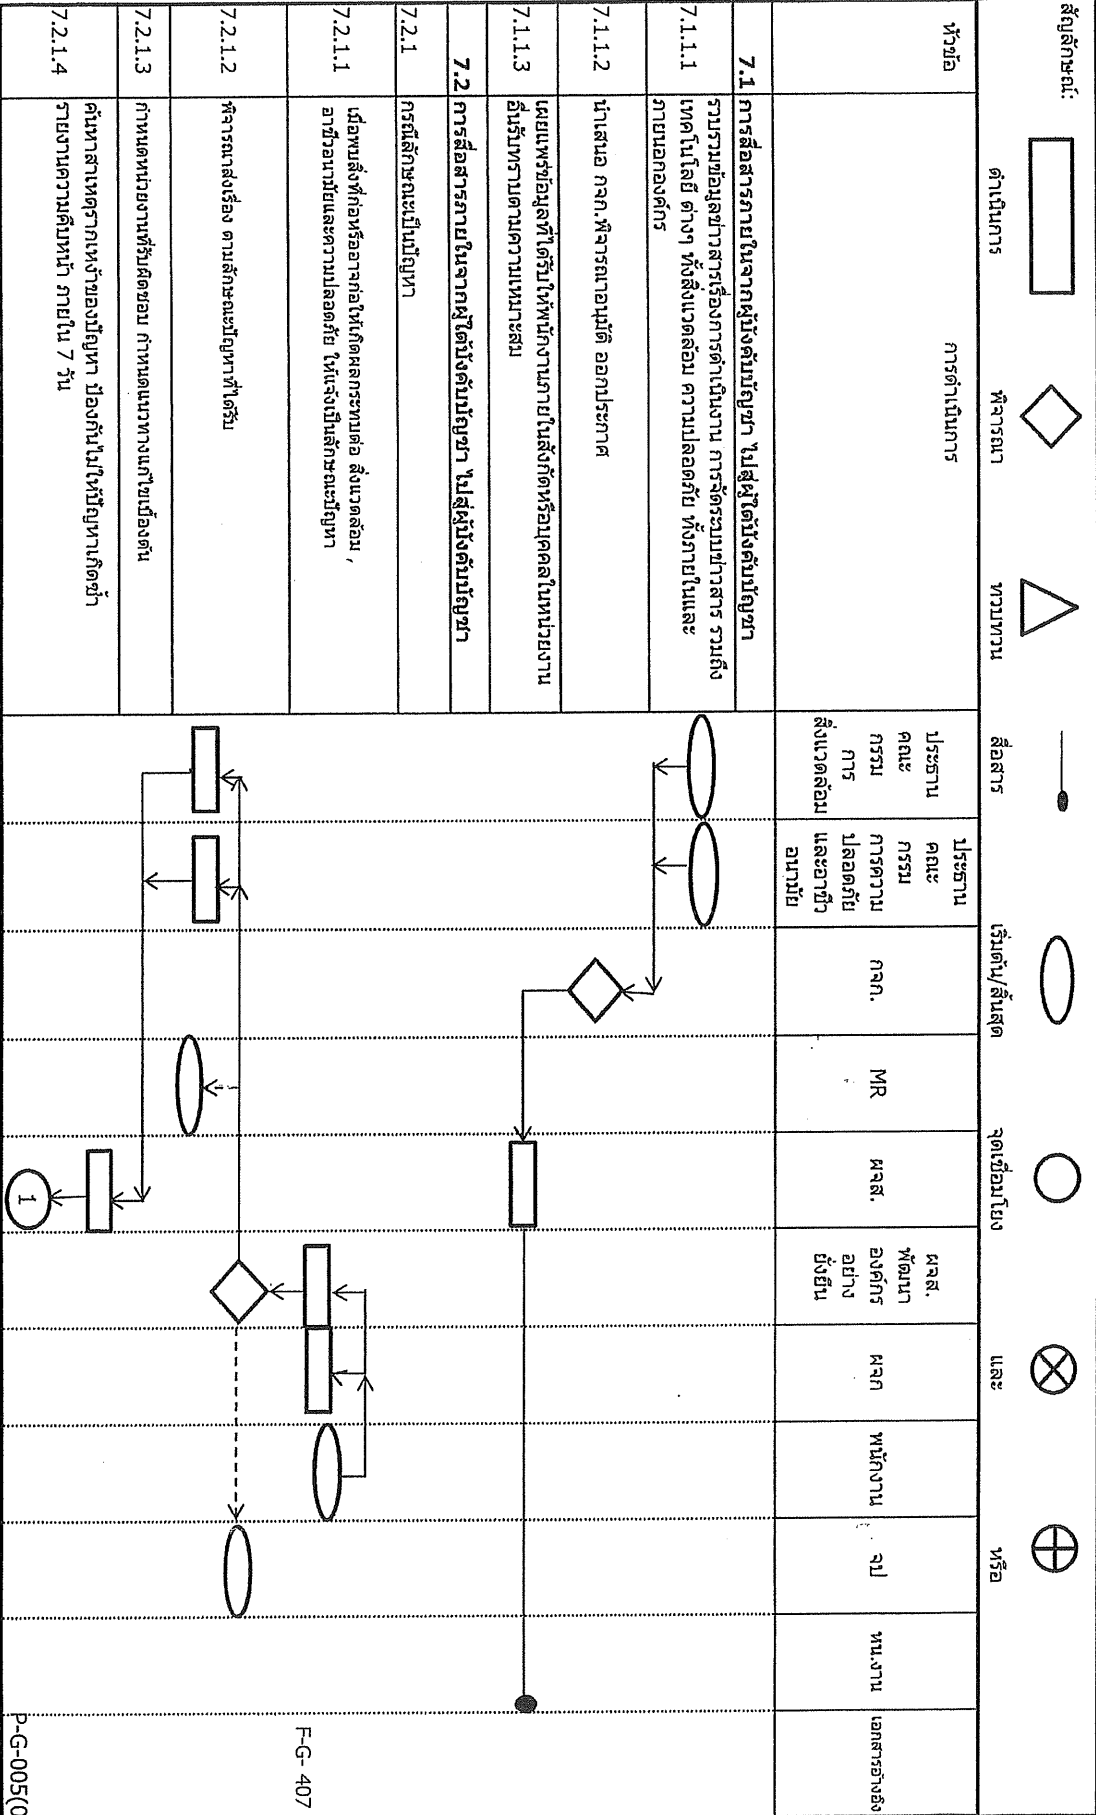 สัญลักษณ์:
ดำเนินการ
พิจารณา
ทวนทวน
สื่อสาร
เริ่มต้น/สิ้นสุด
จุดเชื่อมโยง
และ
หรือ
หัวข้อ
การดำเนินการ
ประธาน
คณะ
กรรม
การ
สิ่งแวดล้อม
ประธาน
คณะ
กรรม
การความ
ปลอดภัย
และอาชีว
อนามัย
กจก.
MR
ผจส.
ผจส.
พัฒนา
องค์กร
อย่าง
ยั่งยืน
ผจก
พนักงาน
จป
หน.งาน
เอกสารอ้างอิง
7.1 การสื่อสารภายในจากผู้บังคับบัญชา ไปสู่ผู้ใต้บังคับบัญชา
7.1.1.1 รวบรวมข้อมูลข่าวสารเรื่องการดำเนินงาน การจัดระบบข่าวสาร รวมถึง
เทคโนโลยี ต่างๆ ทั้งสิ่งแวดล้อม ความปลอดภัย ทั้งภายในและ
ภายนอกองค์กร
7.1.1.2 นำเสนอ กจก.พิจารณาอนุมัติ ออกประกาศ
7.1.1.3 เผยแพร่ข้อมูลที่ได้รับให้พนักงานภายในสังกัดหรือบุคคลในหน่วยงาน
อื่นรับทราบตามความเหมาะสม
7.2 การสื่อสารภายในจากผู้ใต้บังคับบัญชา ไปสู่ผู้บังคับบัญชา
7.2.1 กรณีลักษณะเป็นปัญหา
7.2.1.1 เมื่อพบสิ่งที่ก่อหรืออาจก่อให้เกิดผลกระทบต่อ สิ่งแวดล้อม ,
อาชีวอนามัยและความปลอดภัย ให้แจ้งเป็นลักษณะปัญหา
F-G- 407
7.2.1.2 พิจารณาส่งเรื่อง ตามลักษณะปัญหาที่ได้รับ
7.2.1.3 กำหนดหน่วยงานที่รับผิดชอบ กำหนดแนวทางแก้ไขเบื้องต้น
7.2.1.4 ค้นหาสาเหตุรากเหง้าของปัญหา ป้องกันไม่ให้ปัญหาเกิดซ้ำ
รายงานความคืบหน้า ภายใน 7 วัน
1
P-G-005(0